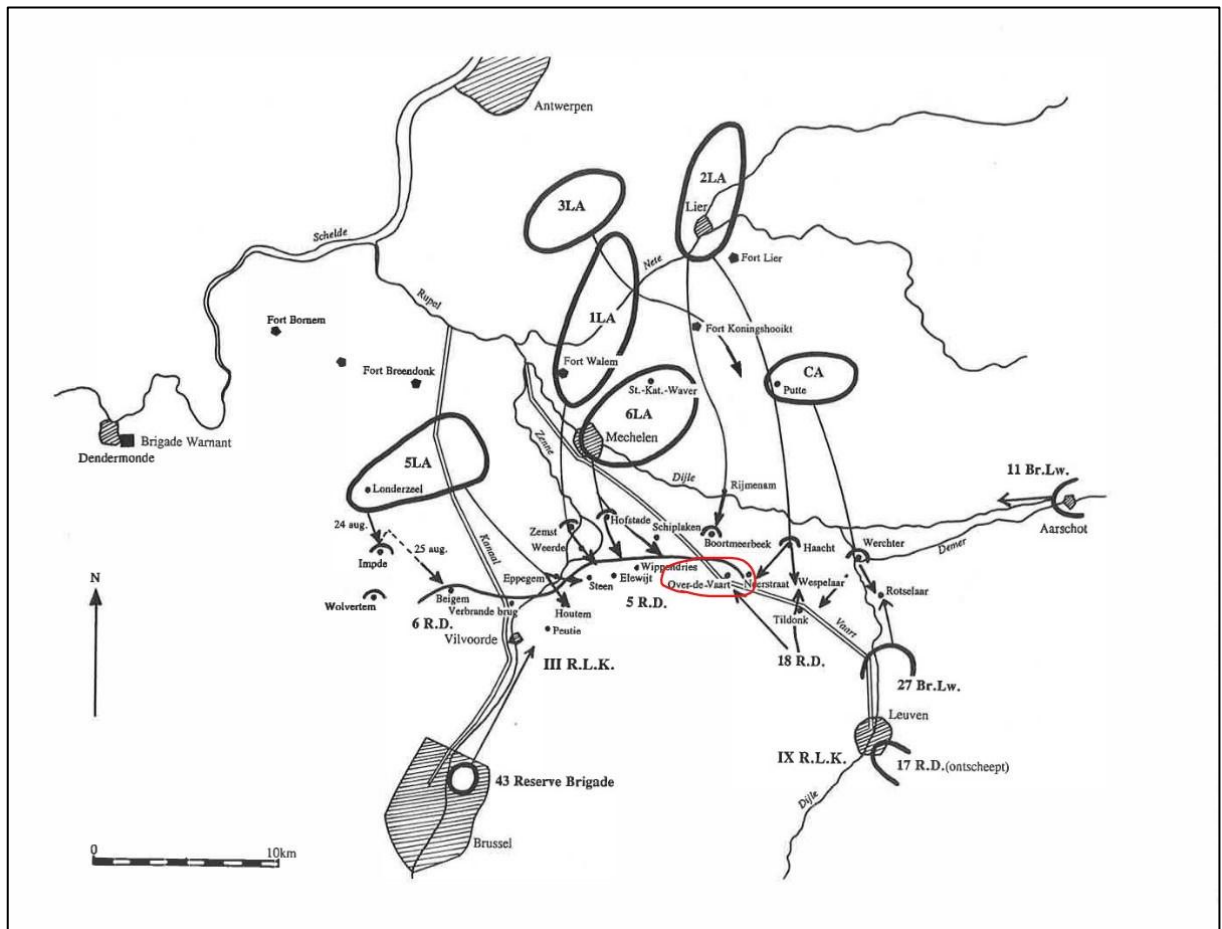 Antwerpen
2LA
Lier
3LA
Schelde
Nete
Fort Lier
Rupel
1LA
Fort Bornem
Fort Koningshooikt
Fort Walem
Fort Breendonk
CA
Putte
St.-Kat.-Waver
6LA
Brigade Warnant
Dendermonde
Mechelen
Zenne
5LA
Dijle
11 Br.Lw.
Londerzeel
Rijmenam
Aarschot
Hofstade
24 aug.
Zemst
Schiplaken
Boortmeerbeek
Haacht
Werchter
Demer
Weerde
25 aug.
Kanaal
Impde
Wippendries
N
Eppegem
Over-de-Vaart
Neerstraat
Wespelaar
Steen
Elewijt
Rotselaar
Wolvertem
Beigem
Verbrande brug
Houtem
5 R.D.
6 R.D.
Tildonk
Vaart
Peutie
Vilvoorde
III R.L.K.
18 R.D.
27 Br.Lw.
Leuven
IX R.L.K.
17 R.D.(ontscheept)
43 Reserve Brigade
Dijle
Brussel
0
10km